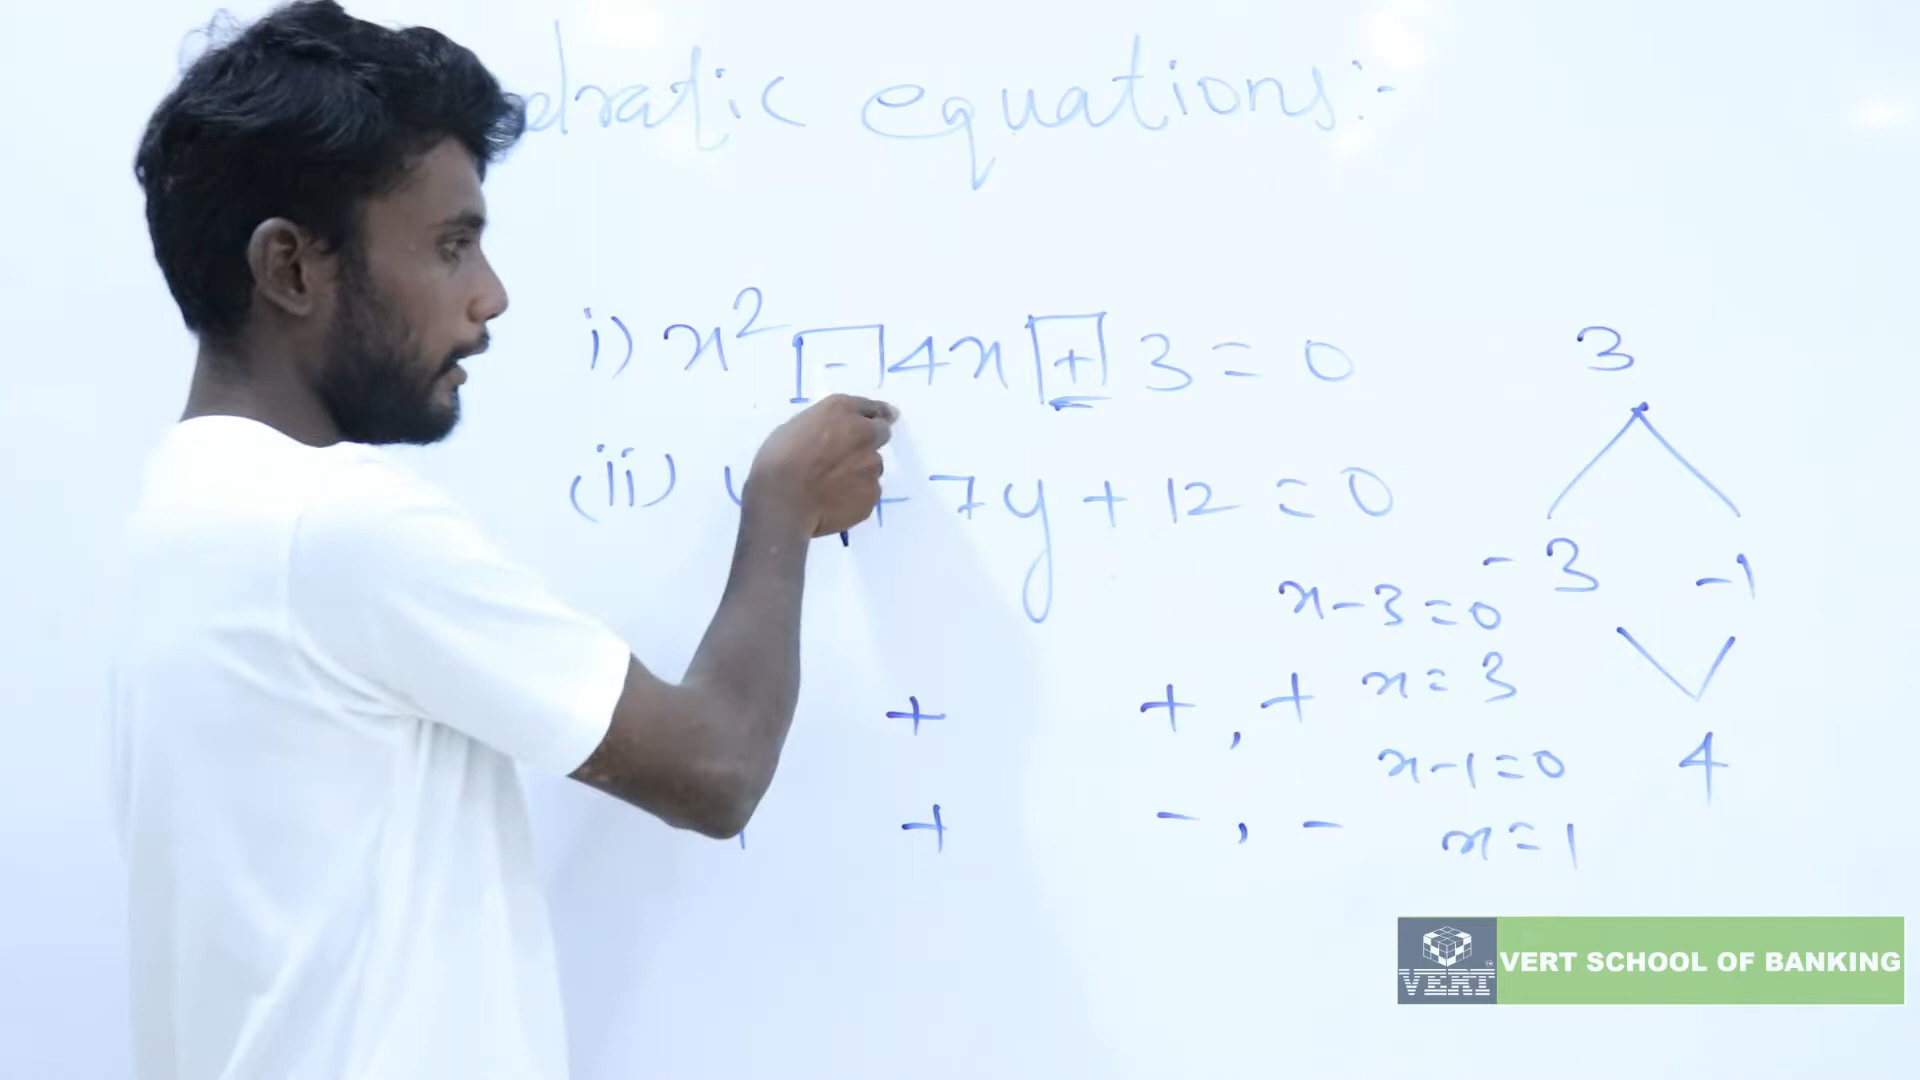 dratic equations:-
i) x² - 4x + 3 = 0
3
(ii) + 7y + 12 = 0
- 3 -1
x - 3 = 0
+ + , +
x = 3
x - 1 = 0
4
+ - , -
x = 1
VERT
VERT SCHOOL OF BANKING